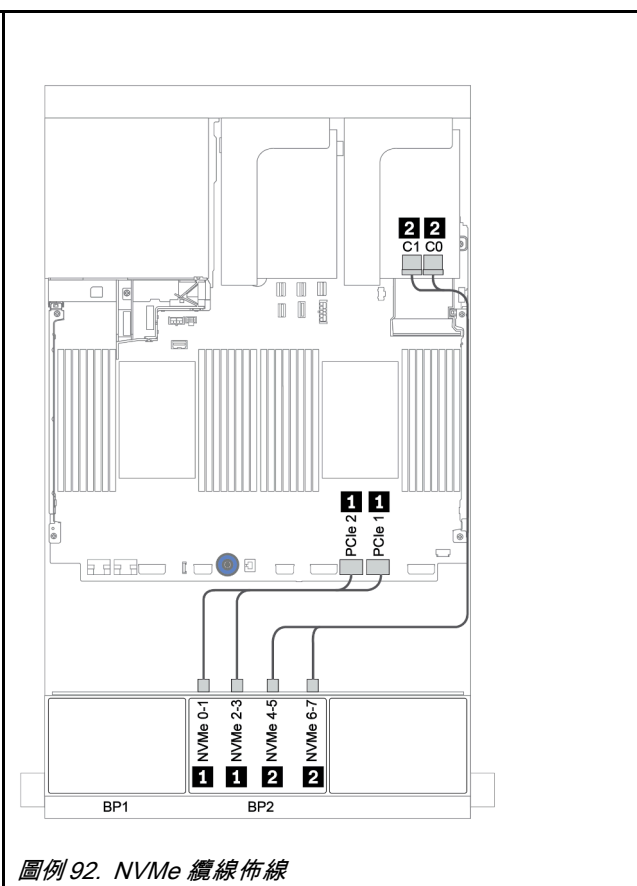 2 2
C1 C0
1 1
PCIe 2
PCIe 1
NVMe 0-1
NVMe 2-3
NVMe 4-5
NVMe 6-7
1 1 2 2
BP1 BP2
圖例 92. NVMe 纜線佈線